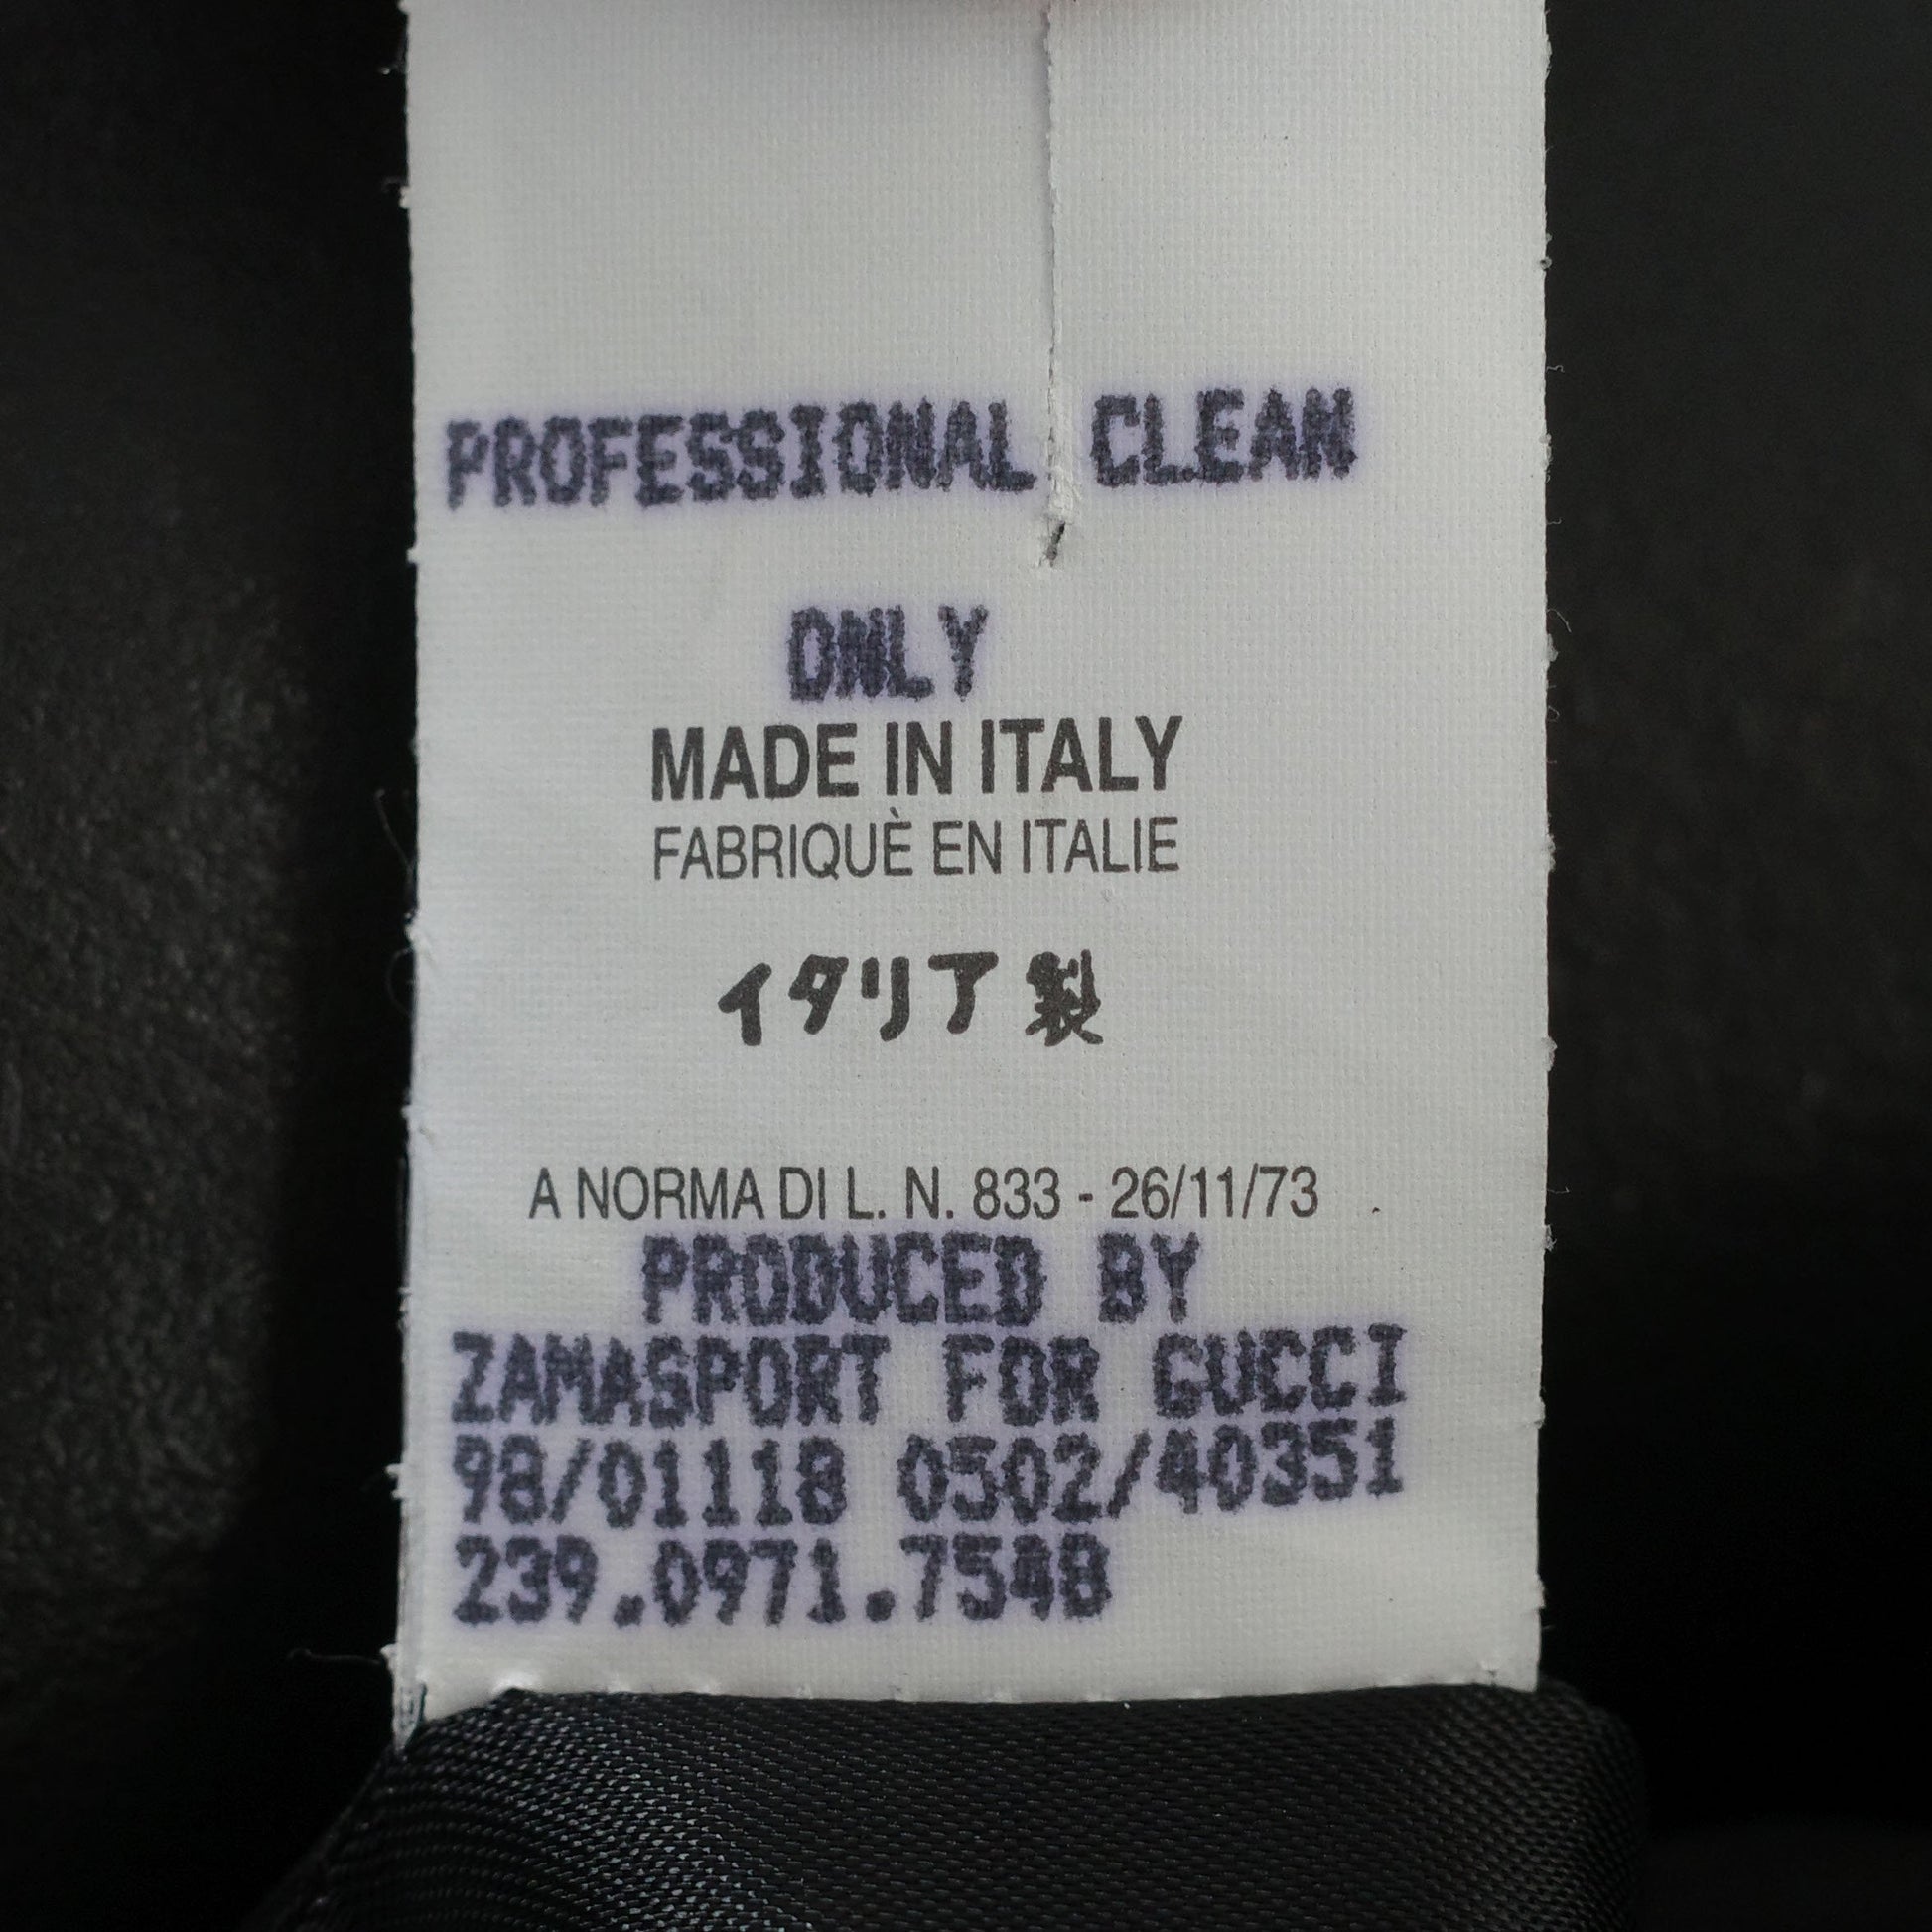 PROFESSIONAL CLEAN
ONLY
MADE IN ITALY
FABRIQUÈ EN ITALIE
イタリア製
A NORMA DI L. N. 833 - 26/11/73
PRODUCED BY
ZAMASPORT FOR GUCCI
98/01118 0502/40351
239.0971.7548